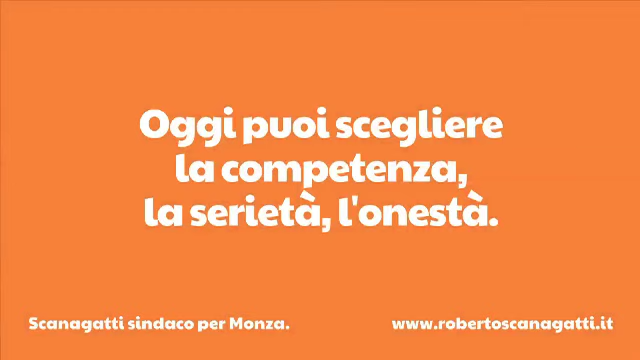 Oggi puoi scegliere
la competenza,
la serietà, l'onestà.
Scanagatti sindaco per Monza.
www.robertoscanagatti.it